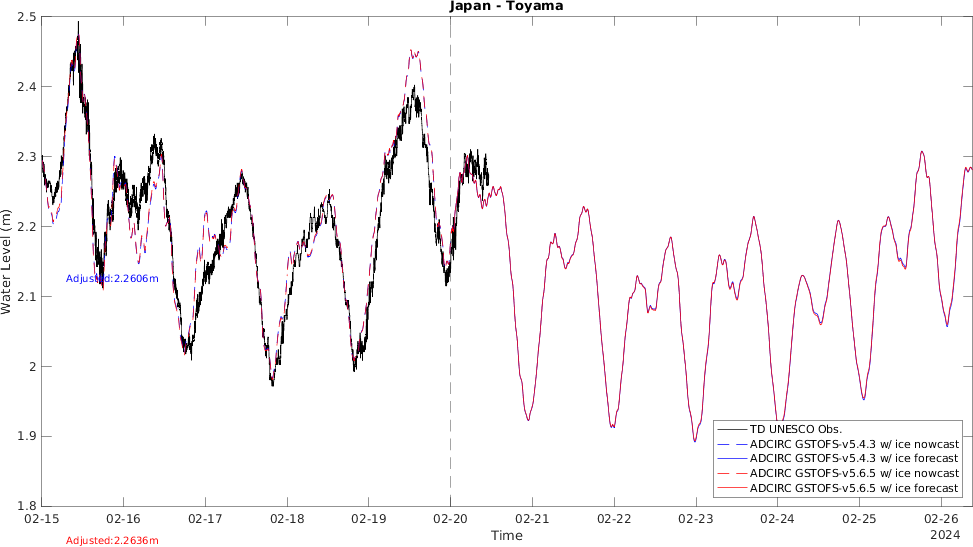 Japan - Toyama
2.5
2.4
2.3
2.2
2.1
2
1.9
1.8
Water Level (m)
Adjusted:2.2606m
TD UNESCO Obs.
ADCIRC GSTOFS-v5.4.3 w/ ice nowcast
ADCIRC GSTOFS-v5.4.3 w/ ice forecast
ADCIRC GSTOFS-v5.6.5 w/ ice nowcast
ADCIRC GSTOFS-v5.6.5 w/ ice forecast
02-15 02-16 02-17 02-18 02-19 02-20 02-21 02-22 02-23 02-24 02-25 02-26
Time
2024
Adjusted:2.2636m